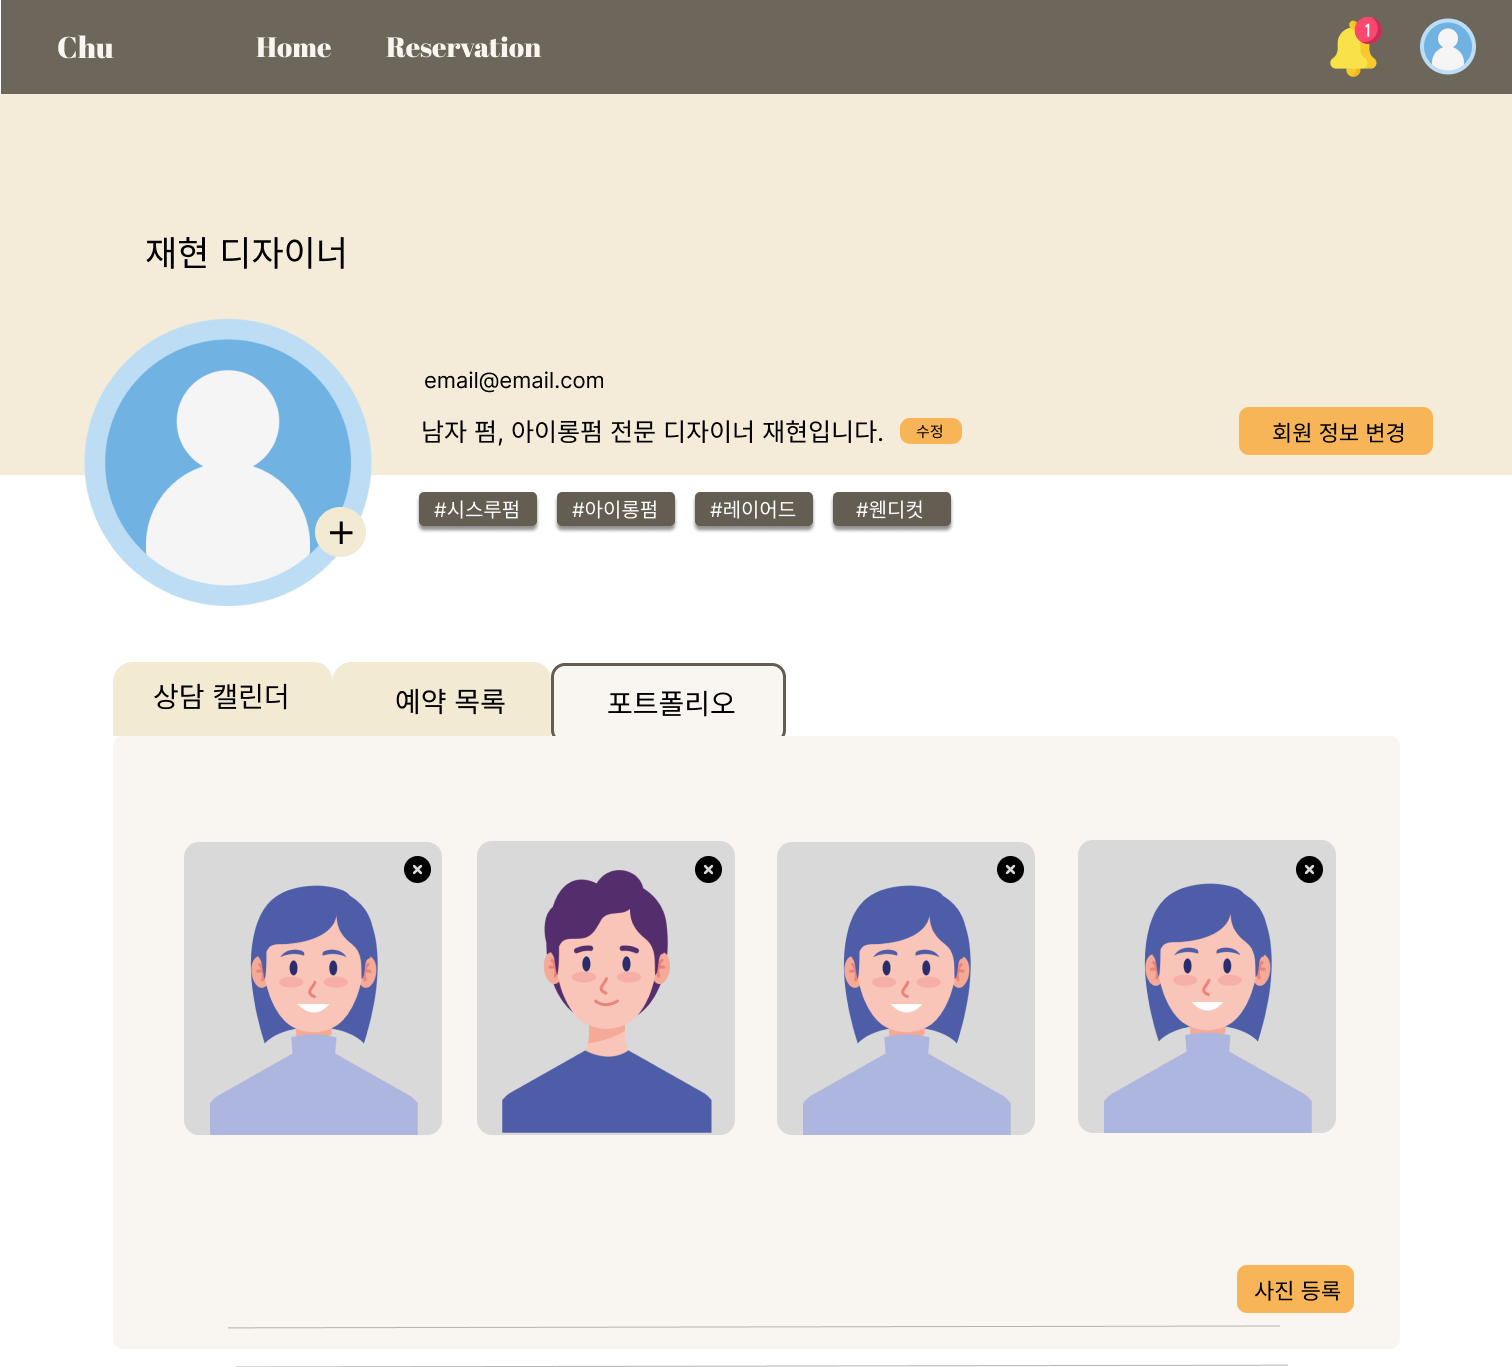 Chu Home Reservation 1
재현 디자이너
email@email.com
남자 펌, 아이롱펌 전문 디자이너 재현입니다. 수정
회원 정보 변경
#시스루펌 #아이롱펌 #레이어드 #웬디컷
상담 캘린더 예약 목록 포트폴리오
사진 등록